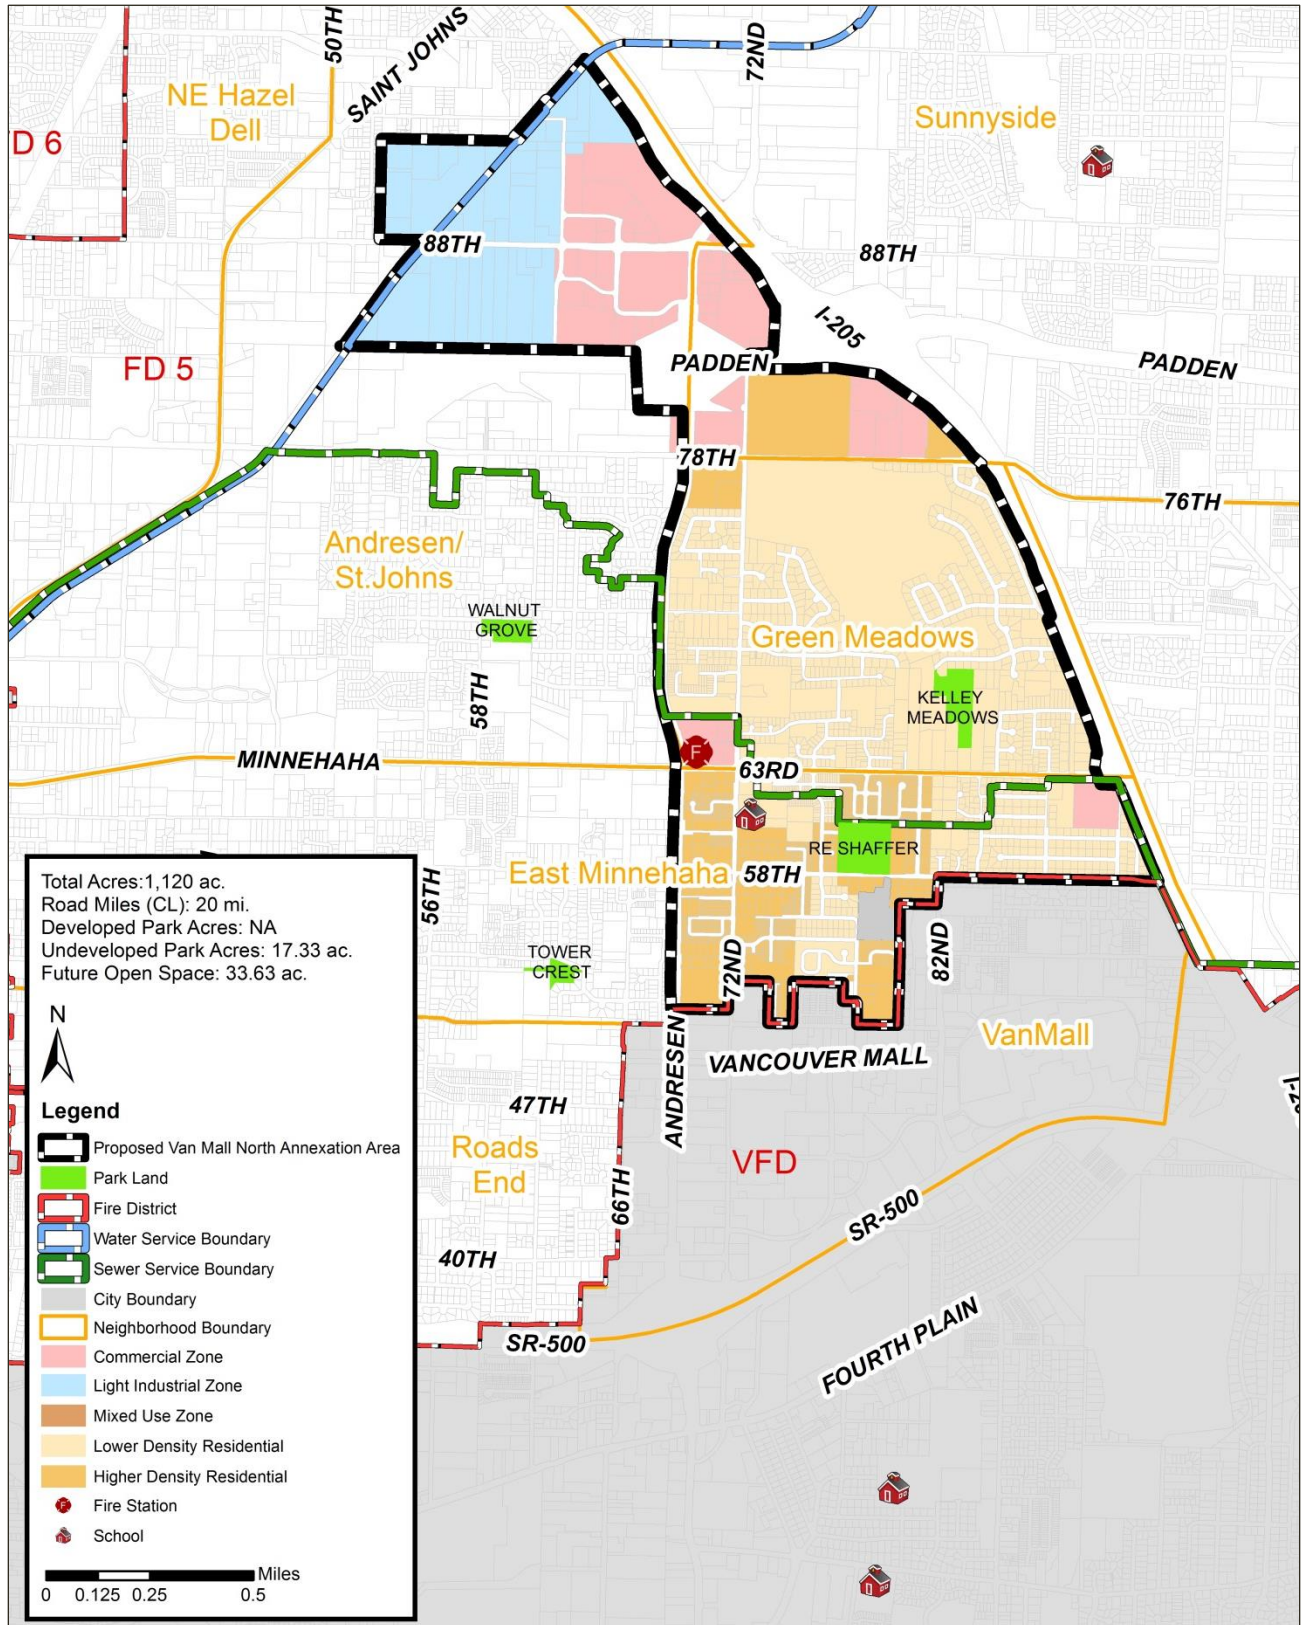 50TH
SAINT JOHNS
72ND
NE Hazel
Dell
Sunnyside
D 6
88TH
88TH
I-205
FD 5
PADDEN
PADDEN
78TH
76TH
Andresen/
St.Johns
WALNUT
GROVE
Green Meadows
58TH
KELLEY
MEADOWS
MINNEHAHA
F
63RD
RE SHAFFER
East Minnehaha
58TH
56TH
TOWER
CREST
72ND
82ND
ANDRESEN
VanMall
VANCOUVER MALL
47TH
Roads
End
VFD
66TH
SR-500
40TH
SR-500
FOURTH PLAIN
Total Acres:1,120 ac.
Road Miles (CL): 20 mi.
Developed Park Acres: NA
Undeveloped Park Acres: 17.33 ac.
Future Open Space: 33.63 ac.
N
Legend
Proposed Van Mall North Annexation Area
Park Land
Fire District
Water Service Boundary
Sewer Service Boundary
City Boundary
Neighborhood Boundary
Commercial Zone
Light Industrial Zone
Mixed Use Zone
Lower Density Residential
Higher Density Residential
F Fire Station
School
Miles
0 0.125 0.25 0.5